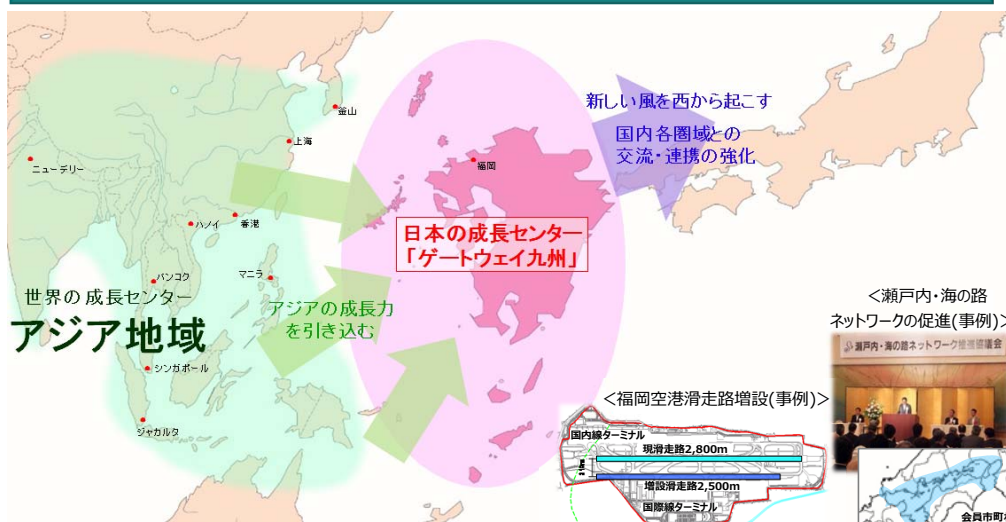 釜山
上海
ニューデリー
ハノイ
香港
バンコク
マニラ
世界の成長センター
アジア地域
シンガポール
ジャカルタ
アジアの成長力
を引き込む
福岡
日本の成長センター
「ゲートウェイ九州」
新しい風を西から起こす
国内各圏域との
交流・連携の強化
<瀬戸内・海の路
ネットワークの促進(事例)>
瀬戸内・海の路ネットワーク推進協議会
<福岡空港滑走路増設(事例)>
国内線ターミナル
現滑走路2,800m
増設滑走路2,500m
国際線ターミナル
会員市町